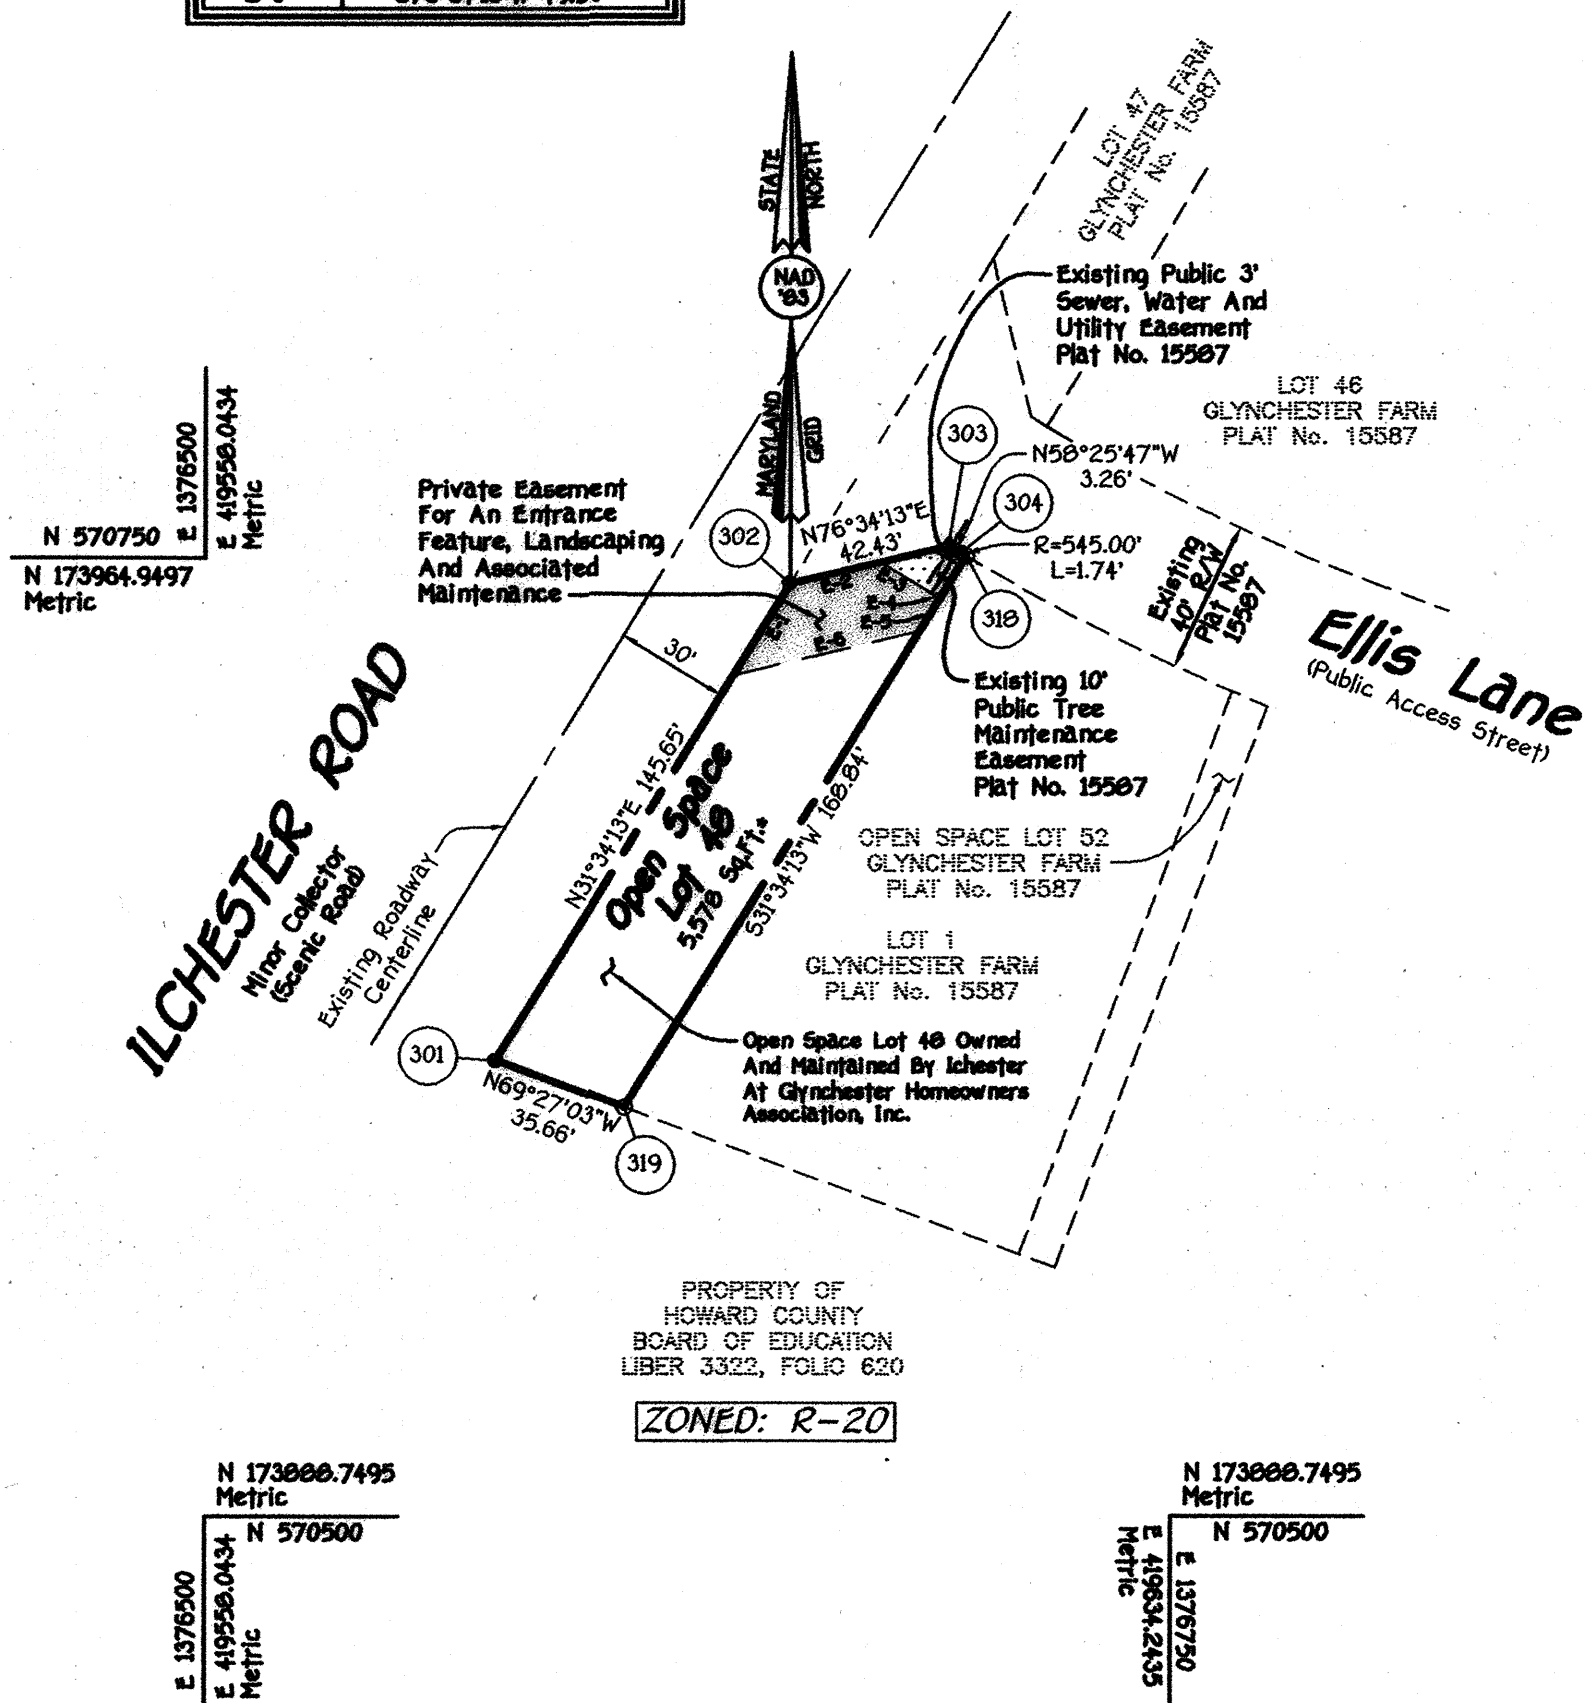 STATE
NORTH
NAD
'83
MARYLAND
GRID
LOT 47
GLYNCHESTER FARM
PLAT No. 15587
Existing Public 3'
Sewer, Water And
Utility Easement
Plat No. 15587
LOT 46
GLYNCHESTER FARM
PLAT No. 15587
E 1376500
E 419558.0434
Metric
N 570750
N 173964.9497
Metric
Private Easement
For An Entrance
Feature, Landscaping
And Associated
Maintenance
302
303
304
318
N76°34'13"E
42.43'
N58°25'47"W
3.26'
R=545.00'
L=1.74'
Existing
40' R/W
Plat No.
15587
Ellis Lane
(Public Access Street)
E-1
E-2
E-3
E-4
E-5
E-6
30'
Existing 10'
Public Tree
Maintenance
Easement
Plat No. 15587
ILCHESTER ROAD
Minor Collector
(Scenic Road)
Existing Roadway
Centerline
N31°34'13"E 145.65'
Open Space
Lot 48
5,578 Sq.Ft.*
S31°34'13"W 168.84'
OPEN SPACE LOT 52
GLYNCHESTER FARM
PLAT No. 15587
LOT 1
GLYNCHESTER FARM
PLAT No. 15587
Open Space Lot 48 Owned
And Maintained By Ichester
At Glynchester Homeowners
Association, Inc.
301
N69°27'03"W
35.66'
319
PROPERTY OF
HOWARD COUNTY
BOARD OF EDUCATION
LIBER 3322, FOLIO 620
ZONED: R-20
N 173888.7495
Metric
N 570500
E 1376500
E 419558.0434
Metric
N 173888.7495
Metric
N 570500
E 1376750
E 419634.2435
Metric